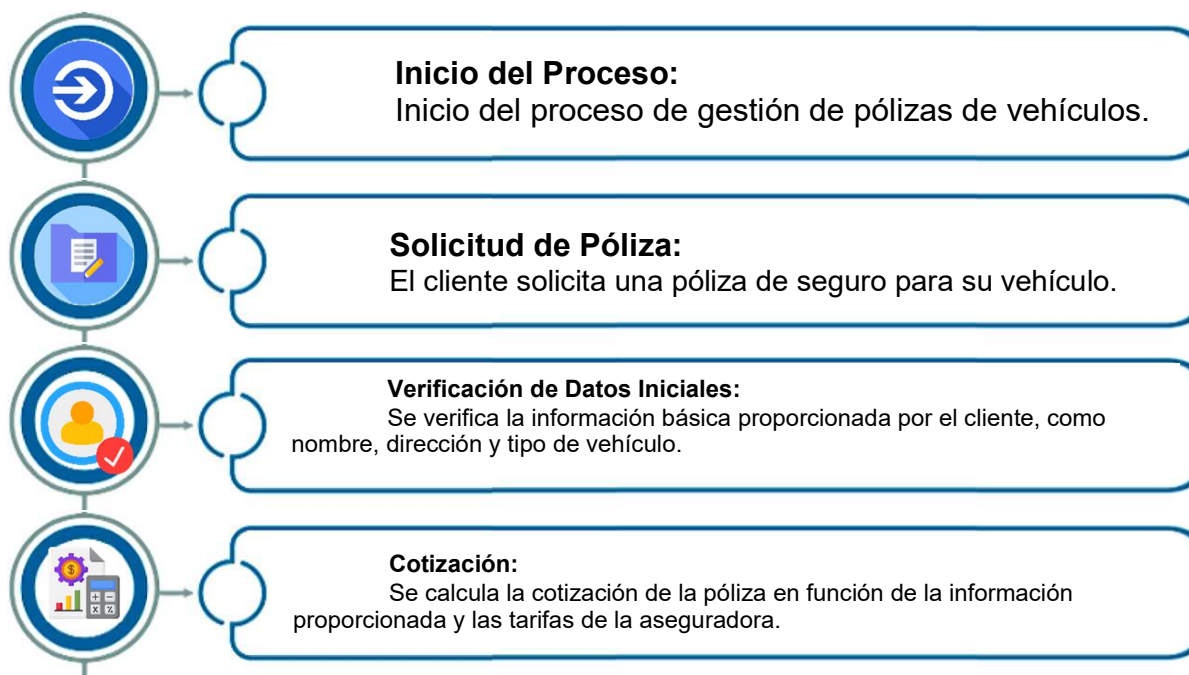 Inicio del Proceso:
Inicio del proceso de gestión de pólizas de vehículos.
Solicitud de Póliza:
El cliente solicita una póliza de seguro para su vehículo.
Verificación de Datos Iniciales:
Se verifica la información básica proporcionada por el cliente, como
nombre, dirección y tipo de vehículo.
Cotización:
Se calcula la cotización de la póliza en función de la información
proporcionada y las tarifas de la aseguradora.